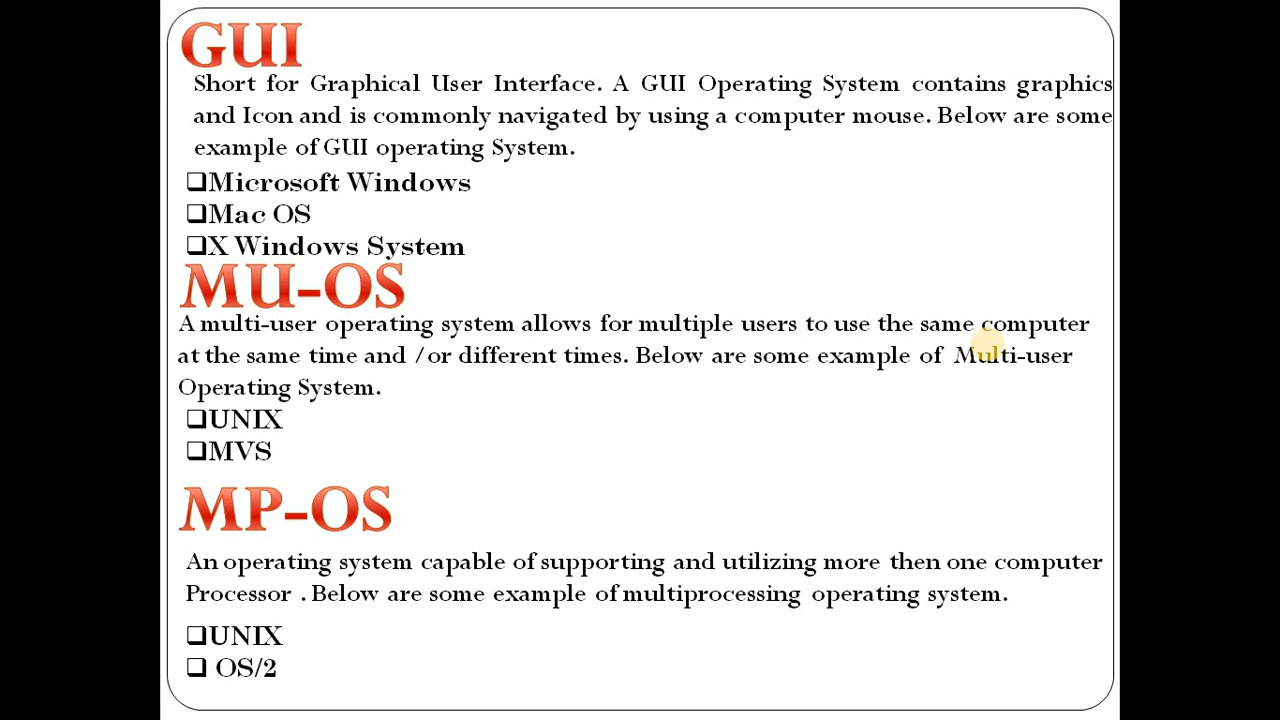 GUI
Short for Graphical User Interface. A GUI Operating System contains graphics
and Icon and is commonly navigated by using a computer mouse. Below are some
example of GUI operating System.
❑Microsoft Windows
❑Mac OS
❑X Windows System
MU-OS
A multi-user operating system allows for multiple users to use the same computer
at the same time and /or different times. Below are some example of Multi-user
Operating System.
❑UNIX
❑MVS
MP-OS
An operating system capable of supporting and utilizing more then one computer
Processor . Below are some example of multiprocessing operating system.
❑UNIX
❑ OS/2